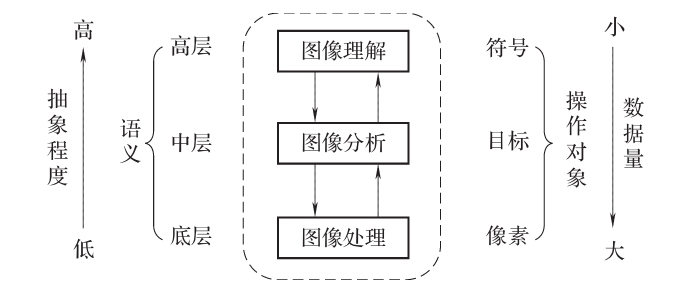 高
抽象程度
低
语义
高层
中层
底层
图像理解
图像分析
图像处理
符号
目标
像素
操作对象
小
数据量
大